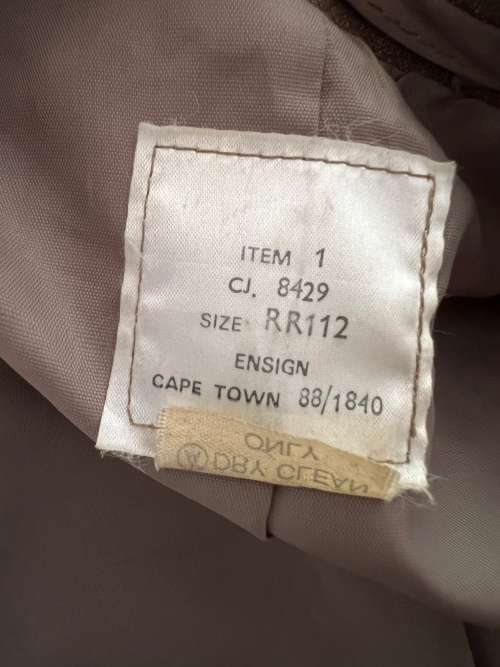 ITEM 1
CJ. 8429
SIZE RR112
ENSIGN
CAPE TOWN 88/1840
Ⓐ DRY CLEAN
ONLY